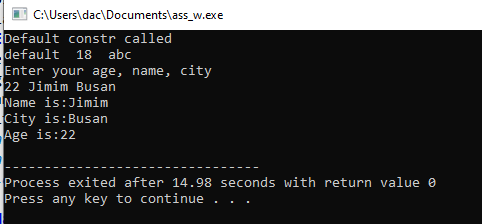 C:\Users\dac\Documents\ass_w.exe
Default constr called
default  18  abc
Enter your age, name, city
22 Jimim Busan
Name is:Jimim
City is:Busan
Age is:22
--------------------------------
Process exited after 14.98 seconds with return value 0
Press any key to continue . . .